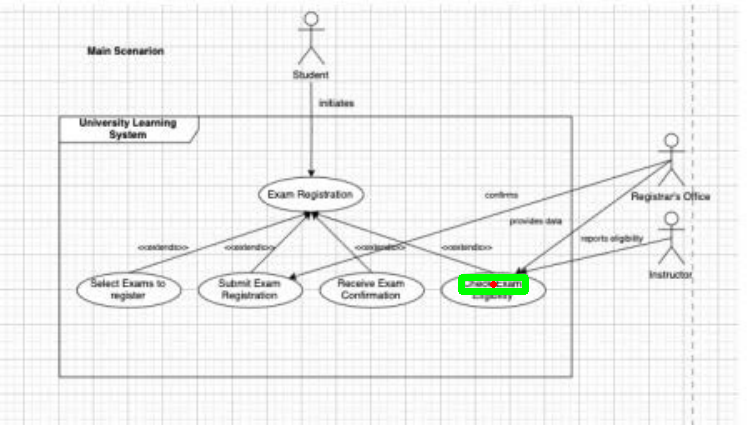 Main Scenarion
Student
initiates
University Learning
System
Exam Registration
confirms
Registrar's Office
provides data
reports eligibility
<<extends>>
<<extends>>
<<extends>>
<<extends>>
Instructor
Select Exams to
register
Submit Exam
Registration
Receive Exam
Confirmation
Check Exam
Eligibility